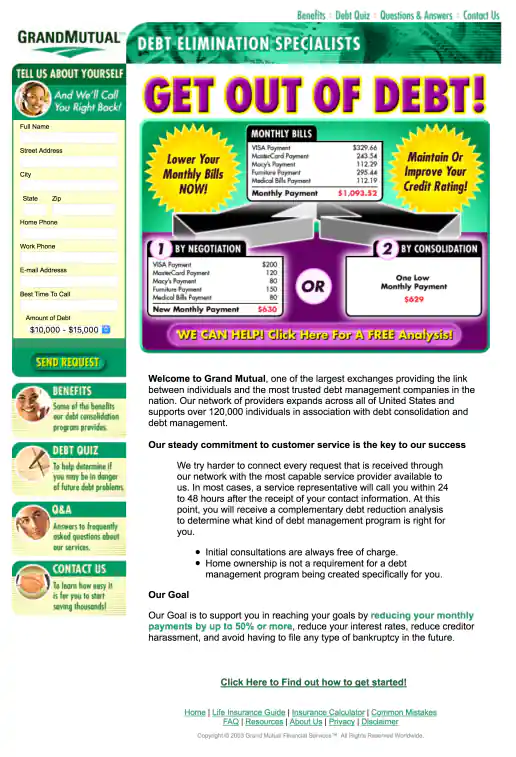 Benefits : Debt Quiz : Questions & Answers : Contact Us
GRANDMUTUAL™
DEBT ELIMINATION SPECIALISTS
TELL US ABOUT YOURSELF
And We'll Call
You Right Back!
Full Name
Street Address
City
State Zip
Home Phone
Work Phone
E-mail Addresss
Best Time To Call
Amount of Debt
$10,000 - $15,000
SEND REQUEST
BENEFITS
Some of the benefits
our debt consolidation
program provides.
DEBT QUIZ
To help determine if
you may be in danger
of future debt problems.
Q&A
Answers to frequently
asked questions about
our services.
CONTACT US
To learn how easy it
is for you to start
saving thousands!
GET OUT OF DEBT!
Lower Your
Monthly Bills
NOW!
MONTHLY BILLS
VISA Payment $329.66
MasterCard Payment 243.54
Macy's Payment 112.29
Furniture Payment 295.44
Medical Bills Payment 112.19
Monthly Payment $1,093.52
Maintain Or
Improve Your
Credit Rating!
1 BY NEGOTIATION
VISA Payment $200
MasterCard Payment 120
Macy's Payment 80
Furniture Payment 150
Medical Bills Payment 80
New Monthly Payment $630
OR
2 BY CONSOLIDATION
One Low
Monthly Payment
$629
WE CAN HELP! Click Here For A FREE Analysis!
Welcome to Grand Mutual, one of the largest exchanges providing the link
between individuals and the most trusted debt management companies in the
nation. Our network of providers expands across all of United States and
supports over 120,000 individuals in association with debt consolidation and
debt management.
Our steady commitment to customer service is the key to our success
We try harder to connect every request that is received through
our network with the most capable service provider available to
us. In most cases, a service representative will call you within 24
to 48 hours after the receipt of your contact information. At this
point, you will receive a complementary debt reduction analysis
to determine what kind of debt management program is right for
you.
• Initial consultations are always free of charge.
• Home ownership is not a requirement for a debt
management program being created specifically for you.
Our Goal
Our Goal is to support you in reaching your goals by reducing your monthly
payments by up to 50% or more, reduce your interest rates, reduce creditor
harassment, and avoid having to file any type of bankruptcy in the future.
Click Here to Find out how to get started!
Home | Life Insurance Guide | Insurance Calculator | Common Mistakes
FAQ | Resources | About Us | Privacy | Disclaimer
Copyright © 2003 Grand Mutual Financial Services™ All Rights Reserved Worldwide.